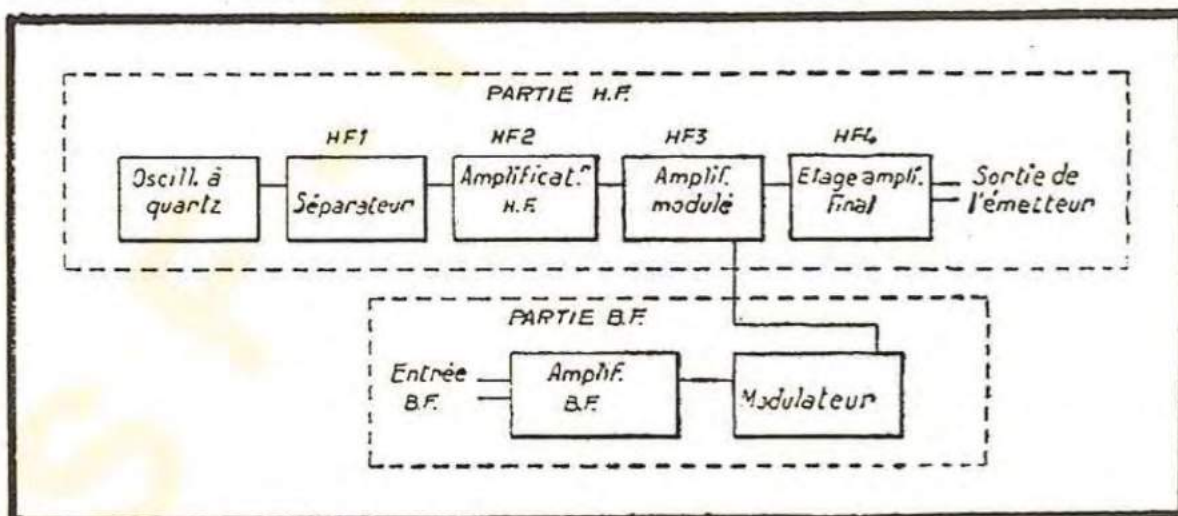 PARTIE H.F.
HF1
HF2
HF3
HF4
Oscill. à
quartz
Séparateur
Amplificat.r
H.F.
Amplif.
modulé
Etage ampli.
final
Sortie de
l'émetteur
PARTIE B.F.
Entrée
B.F.
Amplif.
B.F.
Modulateur